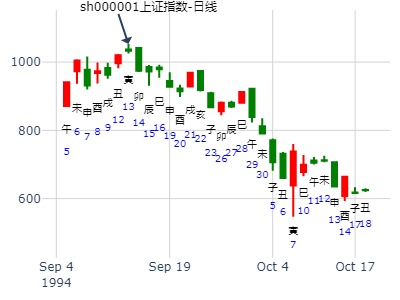 sh000001上证指数-日线
1000
800
600
午
5
未
6
申
7
酉
8
戌
9
丑
12
寅
13
卯
14
辰
15
巳
16
申
19
酉
20
戌
21
亥
22
子
23
卯
26
辰
27
巳
28
午
29
未
30
子
5
丑
6
寅
7
巳
10
午
11
未
12
申
13
酉
14
子
17
丑
18
Sep 4
1994
Sep 19
Oct 4
Oct 17